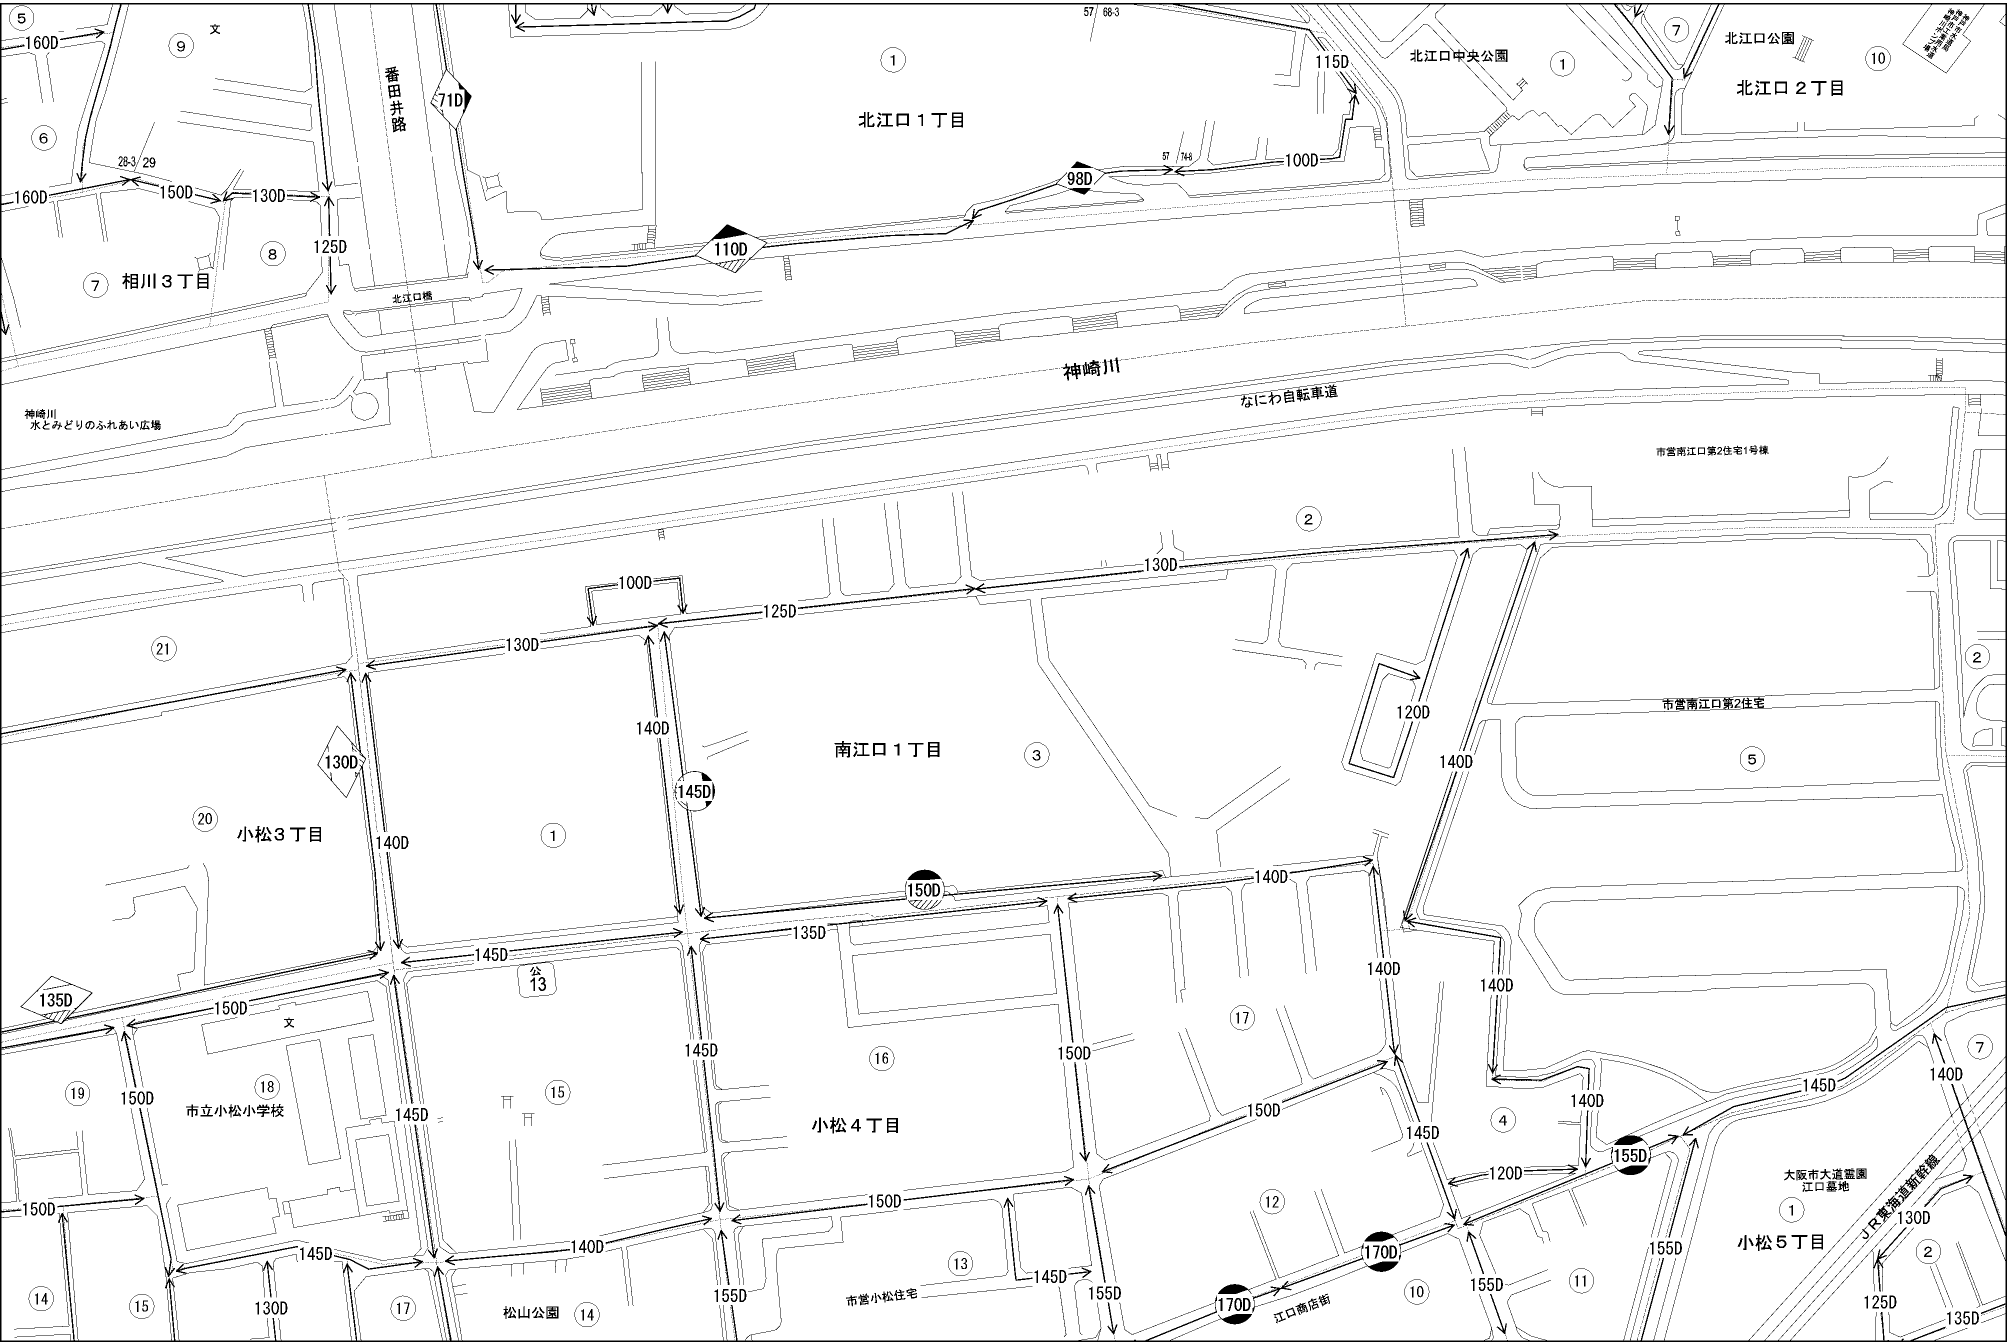 5
160D
9
文
番田井路
71D
1
57
68-3
115D
北江口中央公園
1
7
北江口公園
10
北江口２丁目
6
北江口１丁目
28-3
29
160D
150D
130D
57
74-8
100D
98D
125D
8
110D
7
相川３丁目
北江口橋
神崎川
なにわ自転車道
神崎川
水とみどりのふれあい広場
市営南江口第2住宅1号棟
2
130D
100D
125D
130D
21
2
140D
120D
市営南江口第2住宅
130D
145D
南江口１丁目
3
140D
5
20
小松３丁目
140D
1
150D
140D
135D
145D
140D
140D
135D
150D
公
13
文
17
145D
16
150D
7
19
150D
18
市立小松小学校
145D
15
小松４丁目
150D
145D
4
140D
145D
140D
155D
120D
大阪市大道霊園
江口墓地
ＪＲ東海道新幹線
150D
150D
12
1
130D
小松５丁目
145D
140D
170D
155D
2
13
145D
14
15
130D
17
松山公園
14
155D
市営小松住宅
155D
170D
江口商店街
10
155D
11
125D
135D